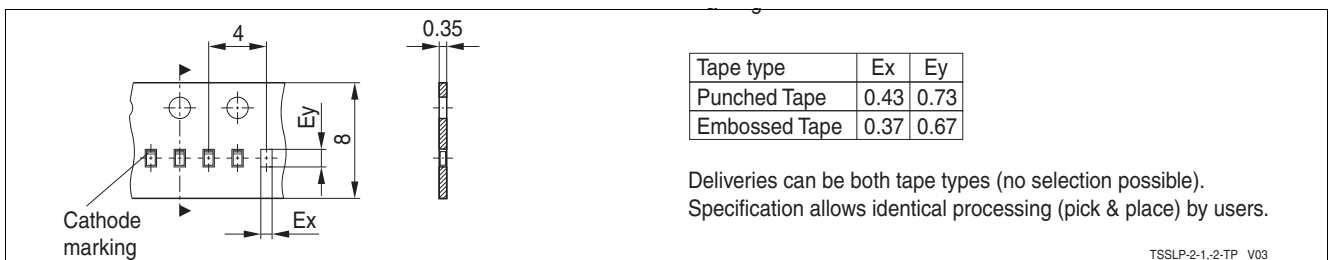 4
0.35
Ey
8
Ex
Cathode
marking
Tape type Ex Ey
Punched Tape 0.43 0.73
Embossed Tape 0.37 0.67
Deliveries can be both tape types (no selection possible).
Specification allows identical processing (pick & place) by users.
TSSLP-2-1,-2-TP V03